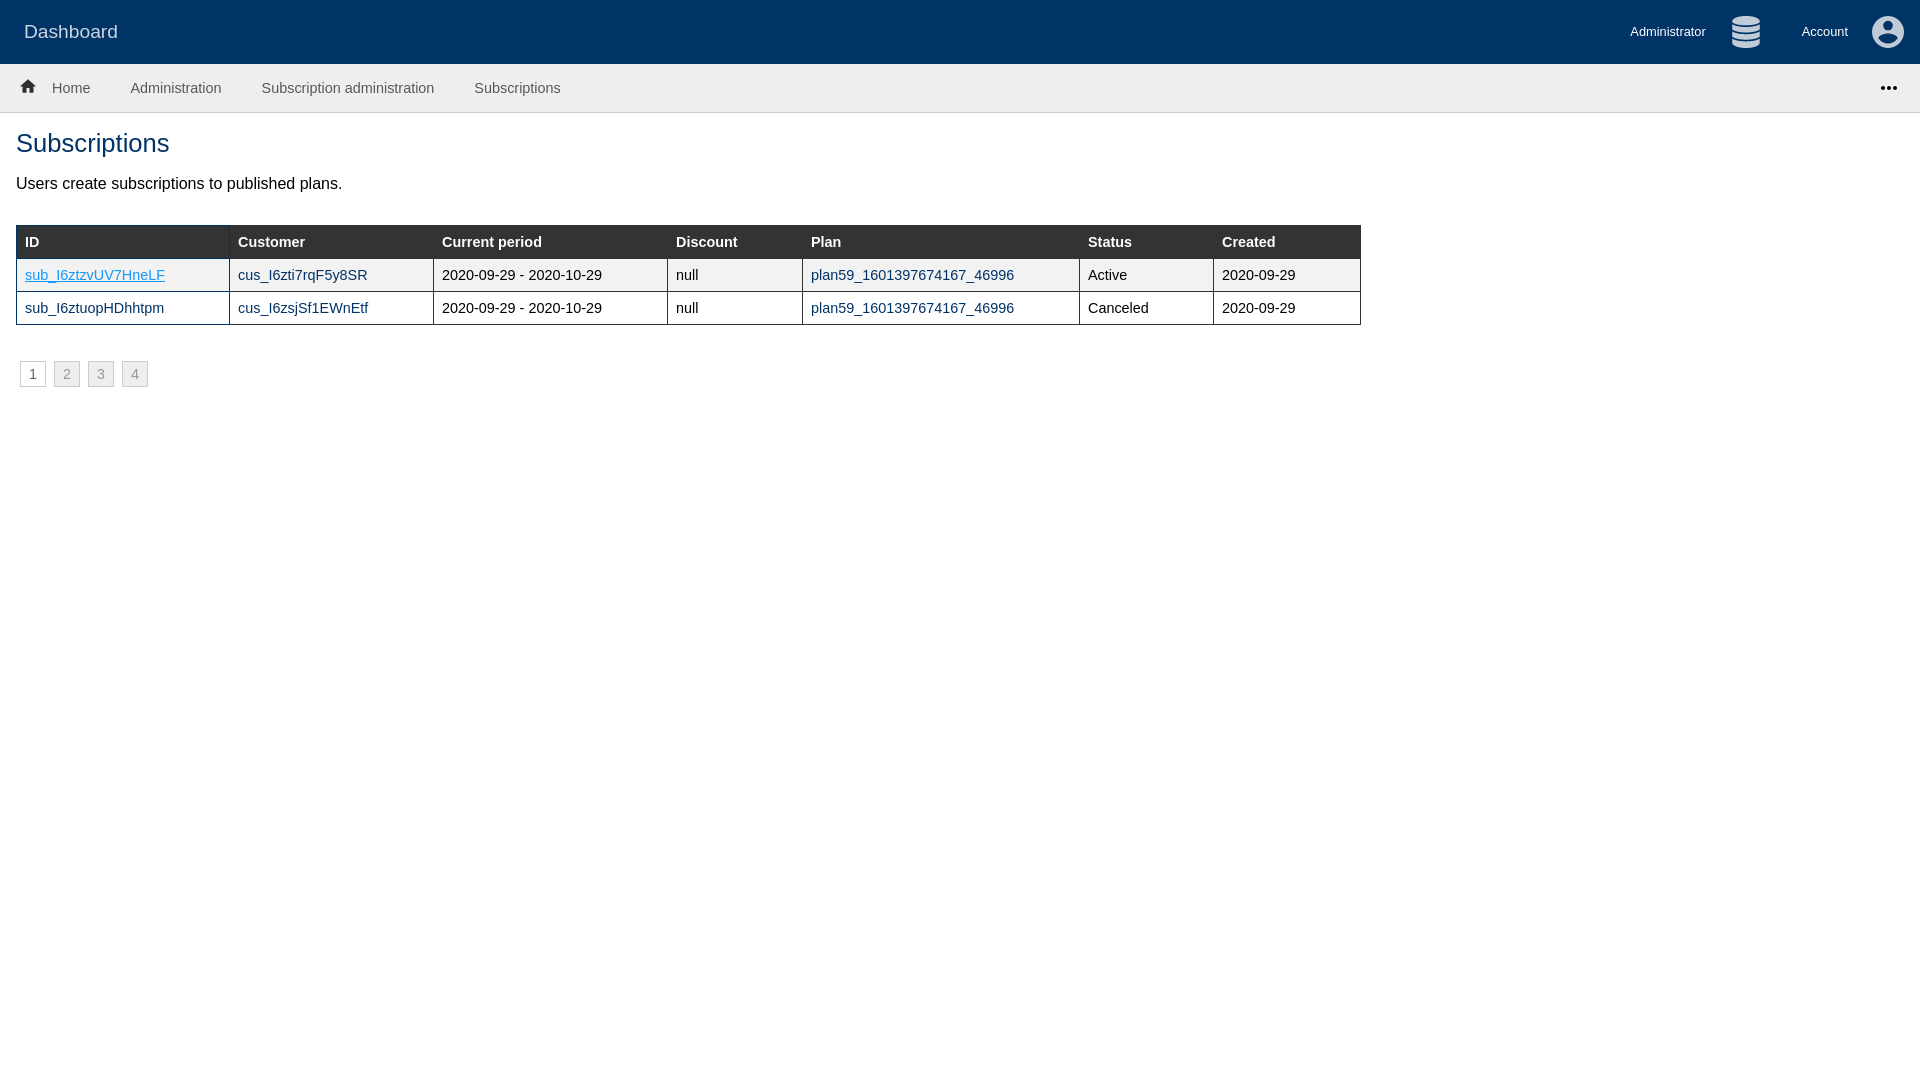 Dashboard Administrator Account
Home Administration Subscription administration Subscriptions
Subscriptions
Users create subscriptions to published plans.
ID Customer Current period Discount Plan Status Created
sub_I6ztzvUV7HneLF cus_I6zti7rqF5y8SR 2020-09-29 - 2020-10-29 null plan59_1601397674167_46996 Active 2020-09-29
sub_I6ztuopHDhhtpm cus_I6zsjSf1EWnEtf 2020-09-29 - 2020-10-29 null plan59_1601397674167_46996 Canceled 2020-09-29
1 2 3 4